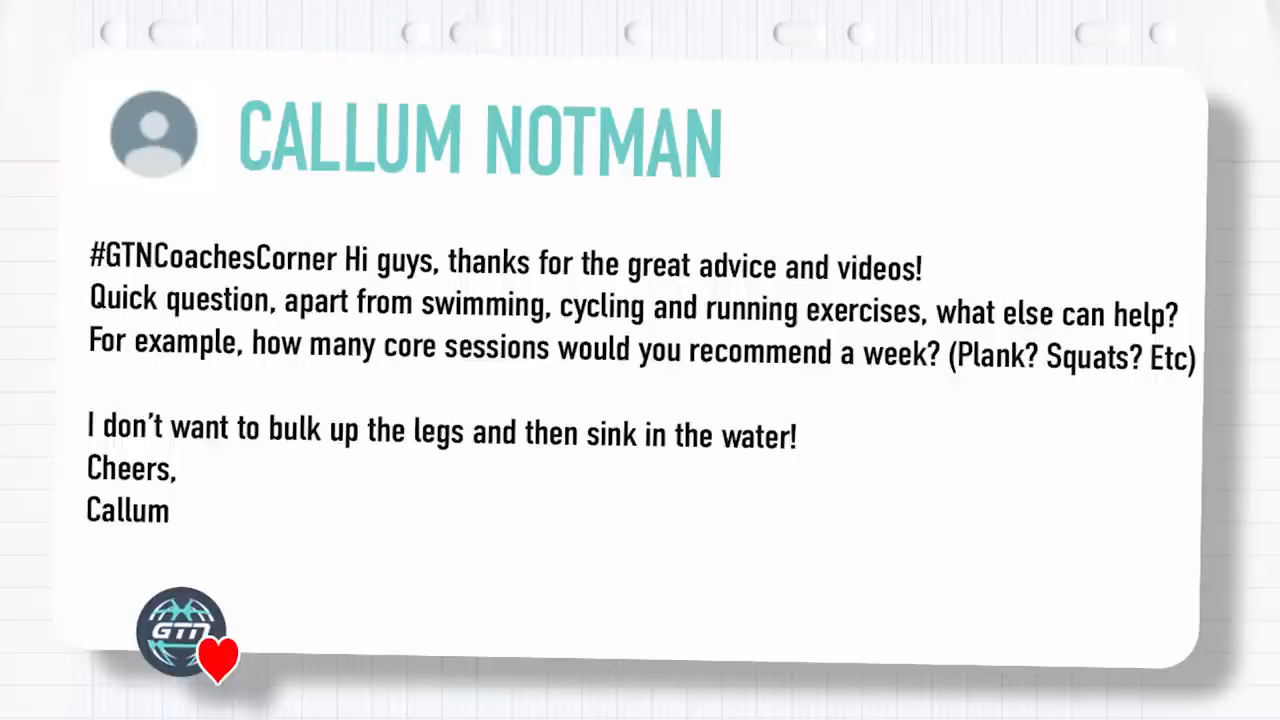 CALLUM NOTMAN
#GTNCoachesCorner Hi guys, thanks for the great advice and videos!
Quick question, apart from swimming, cycling and running exercises, what else can help?
For example, how many core sessions would you recommend a week? (Plank? Squats? Etc)
I don't want to bulk up the legs and then sink in the water!
Cheers,
Callum
GTN